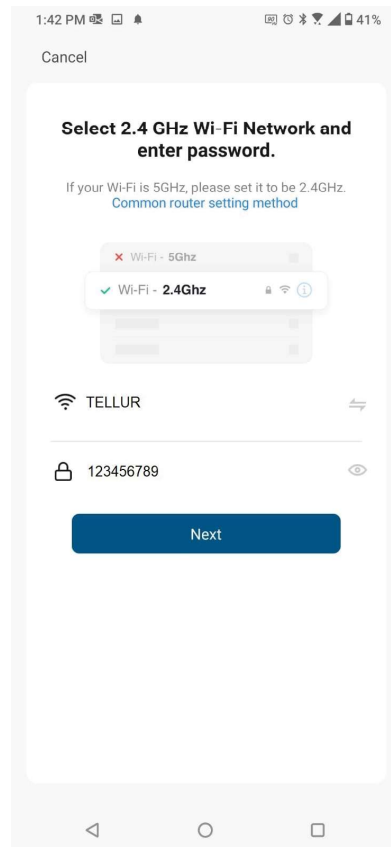 1:42 PM 41%
Cancel
Select 2.4 GHz Wi-Fi Network and
enter password.
If your Wi-Fi is 5GHz, please set it to be 2.4GHz.
Common router setting method
Wi-Fi - 5Ghz
Wi-Fi - 2.4Ghz
TELLUR
123456789
Next